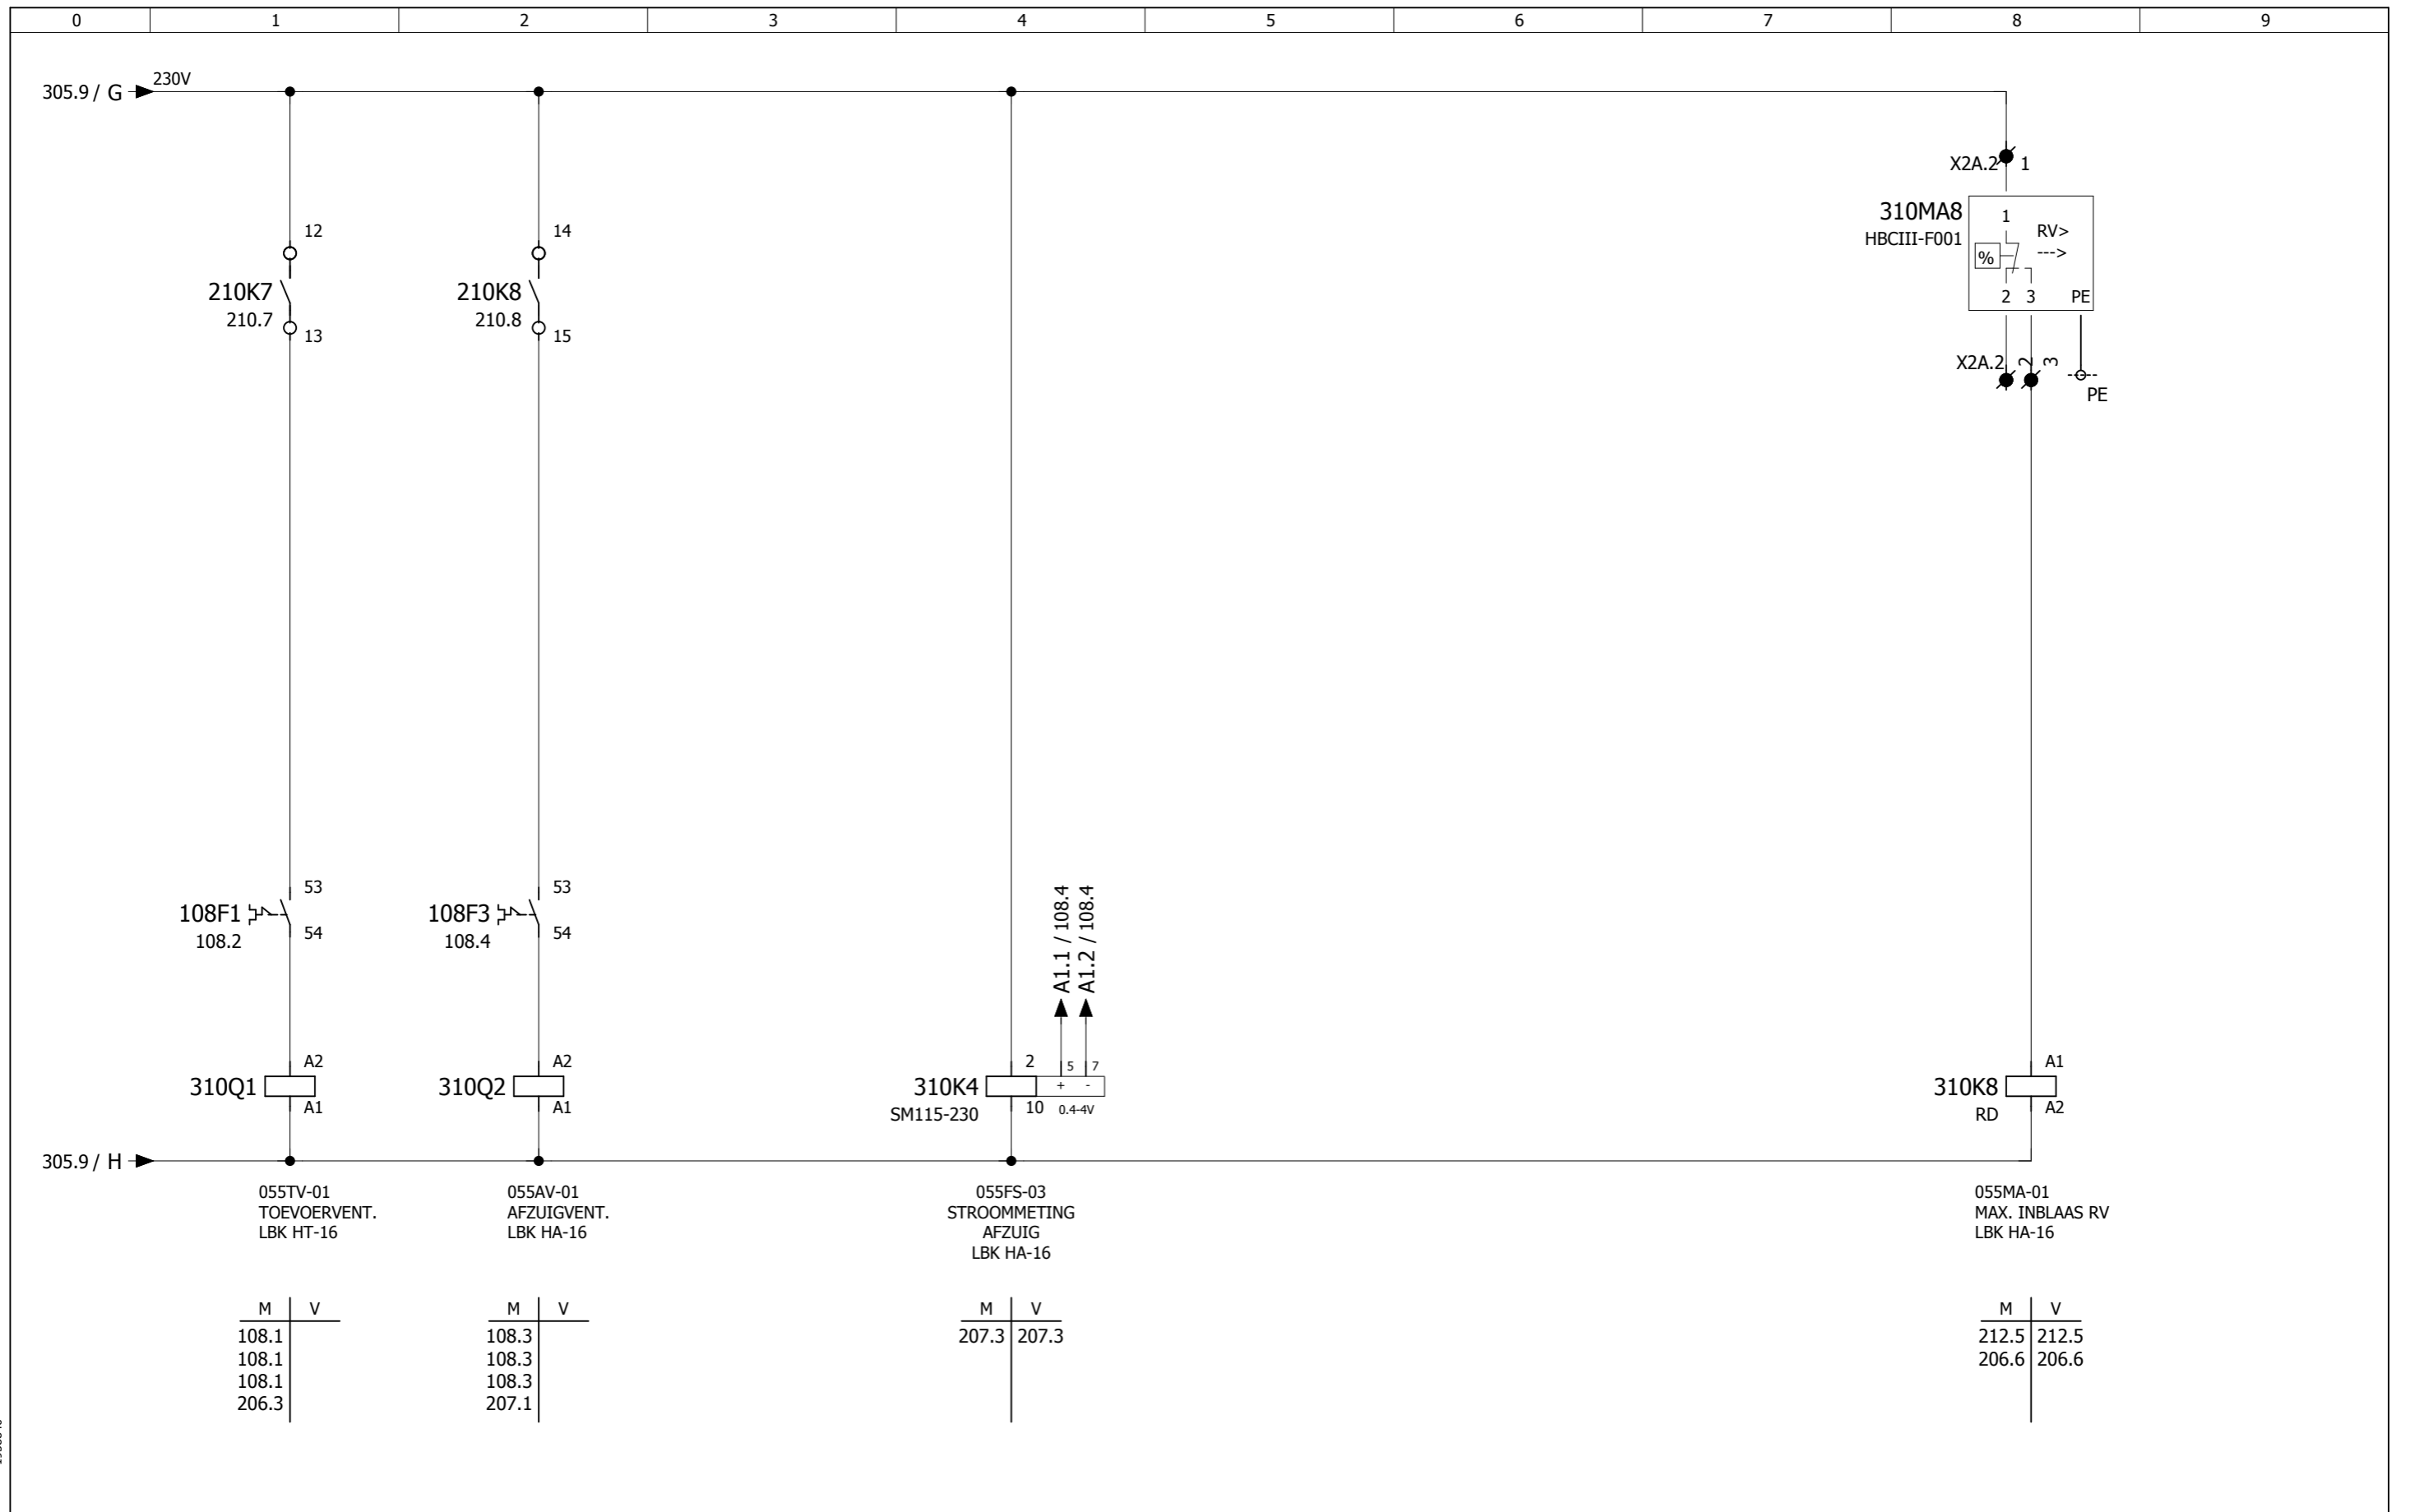 0 1 2 3 4 5 6 7 8 9
305.9 / G 230V
X2A.2 1
310MA8
HBCIII-F001
1
RV>
--->
%
2 3 PE
X2A.2 2 3
PE
12
210K7
210.7
13
14
210K8
210.8
15
53
108F1
108.2
54
53
108F3
108.4
54
A1.1 / 108.4
A1.2 / 108.4
A2
310Q1
A1
A2
310Q2
A1
2 5 7
310K4 + -
SM115-230 10 0.4-4V
A1
310K8
RD A2
305.9 / H
055TV-01
TOEVOERVENT.
LBK HT-16
055AV-01
AFZUIGVENT.
LBK HA-16
055FS-03
STROOMMETING
AFZUIG
LBK HA-16
055MA-01
MAX. INBLAAS RV
LBK HA-16
M V
108.1
108.1
108.1
206.3
M V
108.3
108.3
108.3
207.1
M V
207.3 207.3
M V
212.5 212.5
206.6 206.6